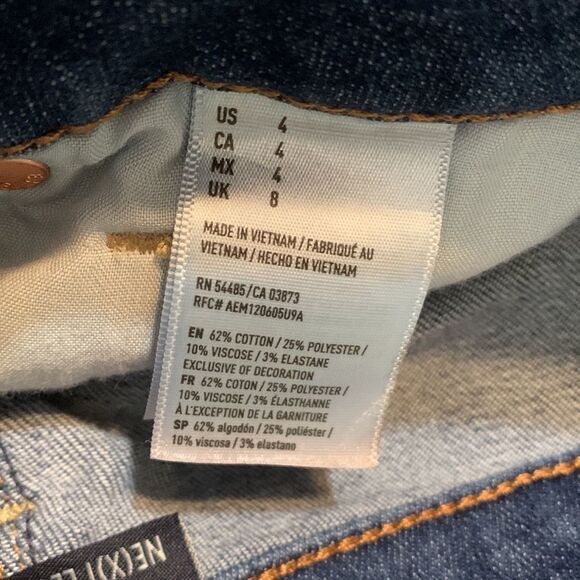 US 4
CA 4
MX 4
UK 8
MADE IN VIETNAM / FABRIQUÉ AU
VIETNAM / HECHO EN VIETNAM
RN 54485 / CA 03873
RFC# AEM120605U9A
EN 62% COTTON / 25% POLYESTER /
10% VISCOSE / 3% ELASTANE
EXCLUSIVE OF DECORATION
FR 62% COTON / 25% POLYESTER /
10% VISCOSE / 3% ÉLASTHANNE
À L'EXCEPTION DE LA GARNITURE
SP 62% algodón / 25% poliéster /
10% viscosa / 3% elastano
NE(X)T